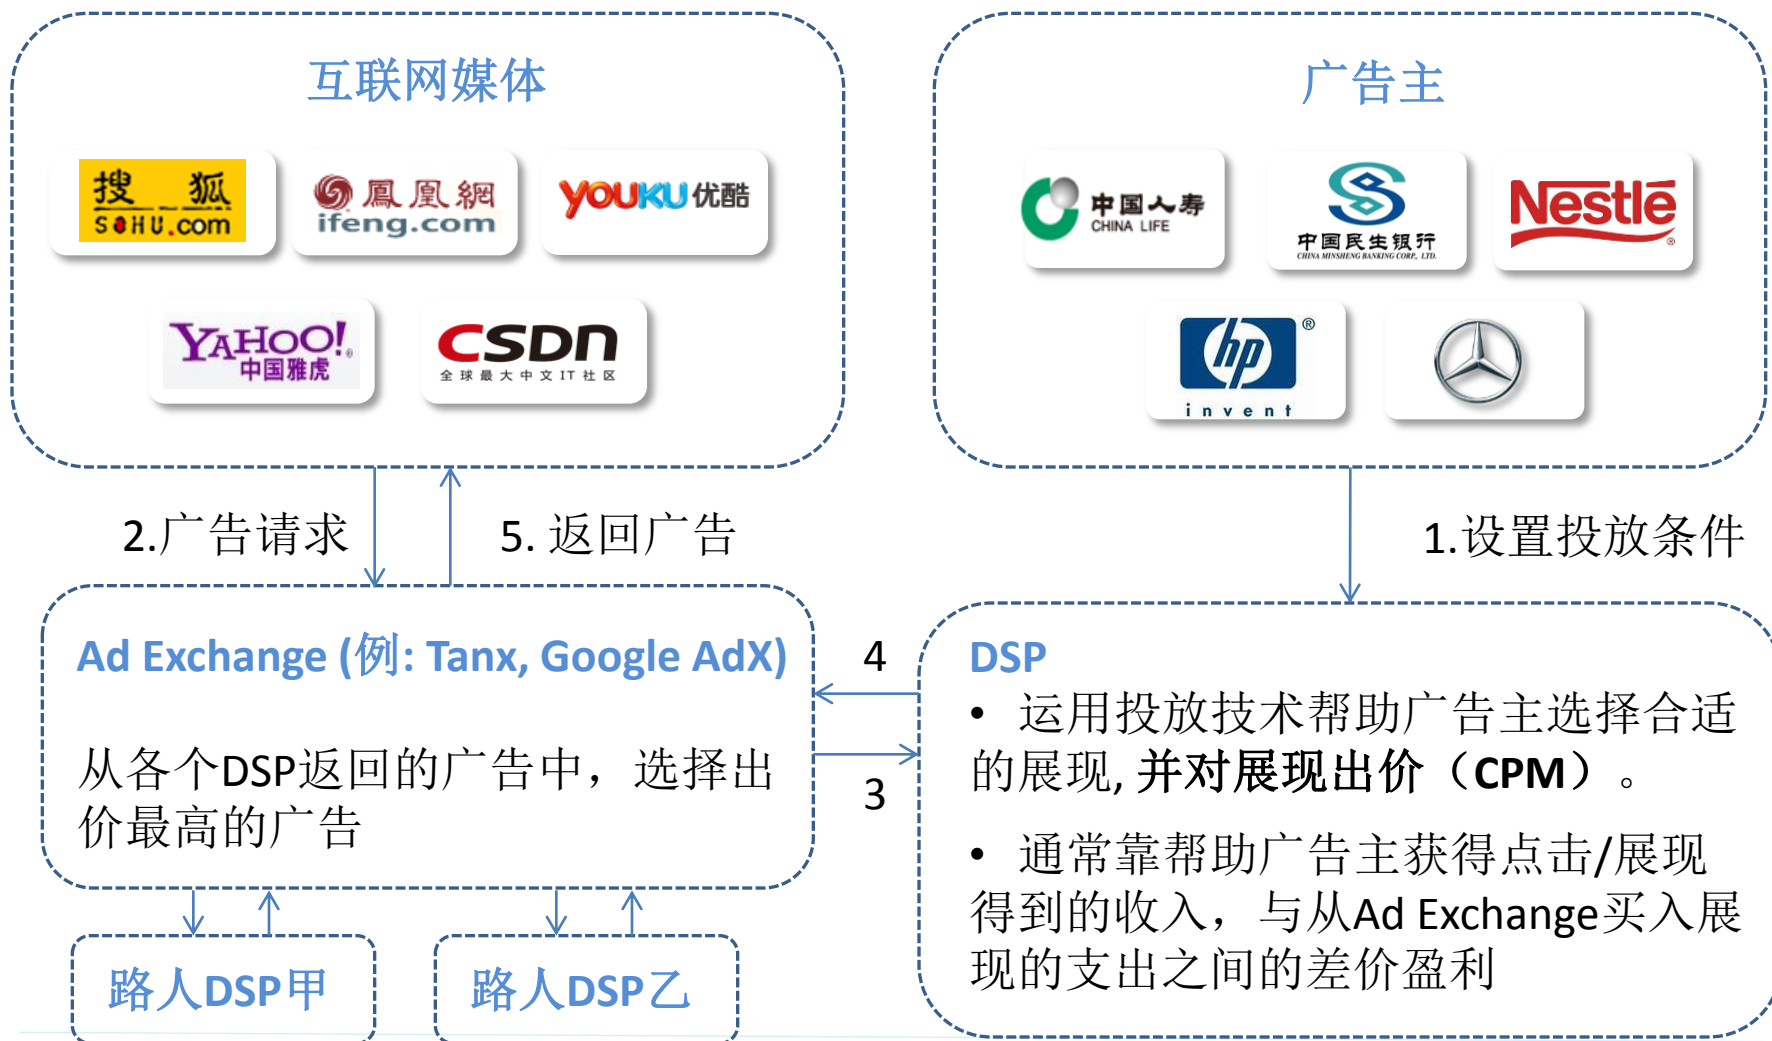 互联网媒体
搜 狐
SOHU.com
鳳凰網
ifeng.com
YOUKU 优酷
YAHOO!®
中国雅虎
CSDN
全球最大中文IT社区
广告主
中国人寿
CHINA LIFE
中国民生银行
CHINA MINSHENG BANKING CORP., LTD.
Nestlé®
hp®
invent
2.广告请求
5. 返回广告
1.设置投放条件
Ad Exchange (例: Tanx, Google AdX)
从各个DSP返回的广告中，选择出
价最高的广告
4
3
DSP
• 运用投放技术帮助广告主选择合适
的展现, 并对展现出价（CPM）。
• 通常靠帮助广告主获得点击/展现
得到的收入，与从Ad Exchange买入展
现的支出之间的差价盈利
路人DSP甲
路人DSP乙